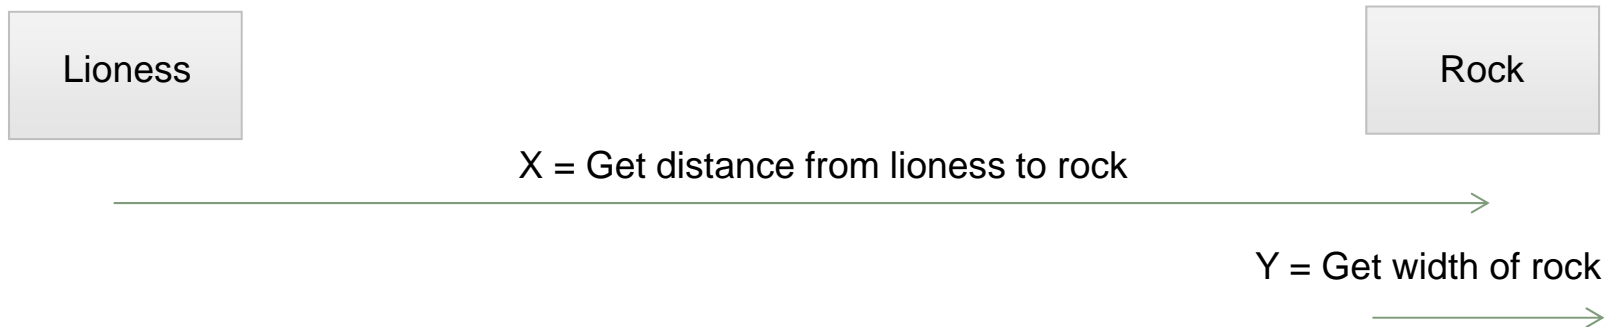 Lioness
Rock
X = Get distance from lioness to rock
Y = Get width of rock